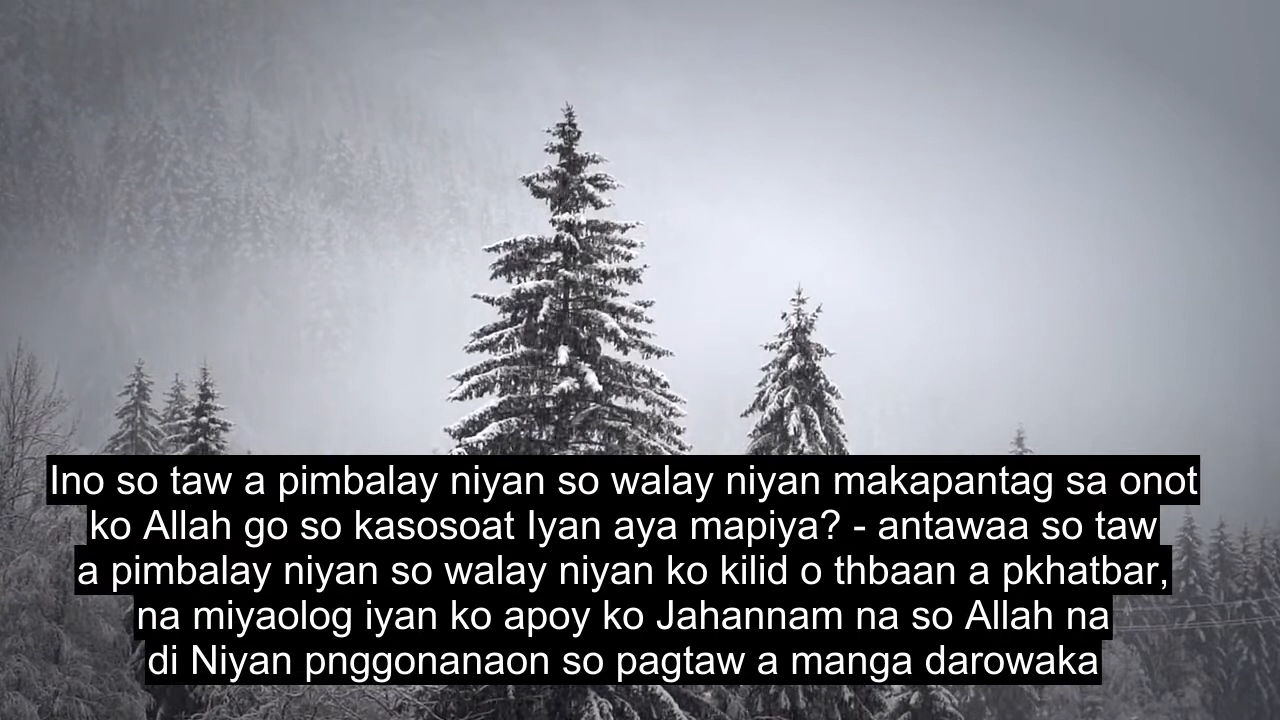 Ino so taw a pimbalay niyan so walay niyan makapantag sa onot
ko Allah go so kasosoat Iyan aya mapiya? - antawaa so taw
a pimbalay niyan so walay niyan ko kilid o thbaan a pkhatbar,
na miyaolog iyan ko apoy ko Jahannam na so Allah na
di Niyan pnggonanaon so pagtaw a manga darowaka